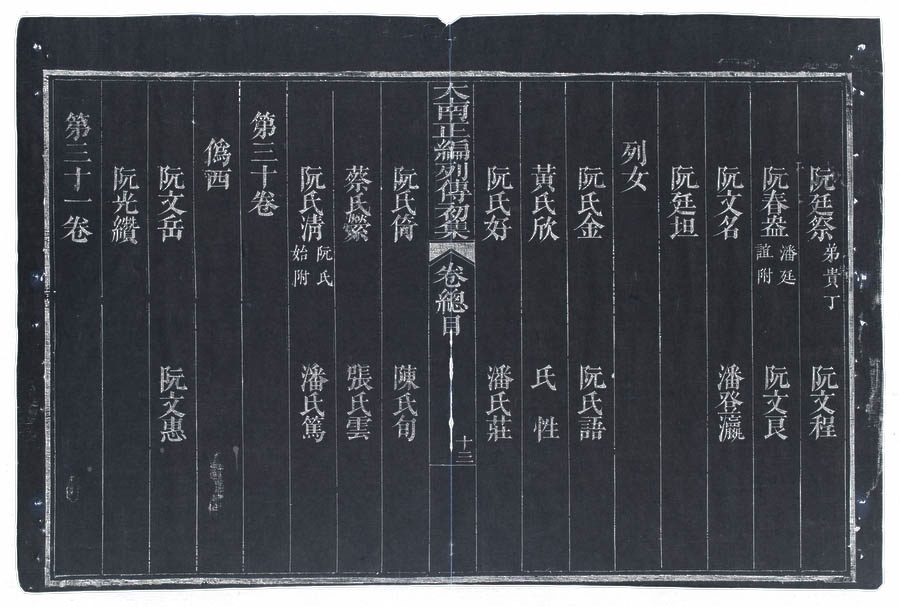 阮廷祭 弟貴丁 阮文程
阮春𡸈 潘廷誼附 阮文良
阮文名 潘登瀛
阮廷坦
列女
阮氏金 阮氏語
黃氏欣 氏性
阮氏好 潘氏莊
大南正編列傳初集 卷總目 十三
阮氏倚 陳氏旬
蔡氏縈 張氏雲
阮氏清 阮氏始附 潘氏篤
第三十卷
僞西
阮文岳 阮文惠
阮光纘
第三十一卷